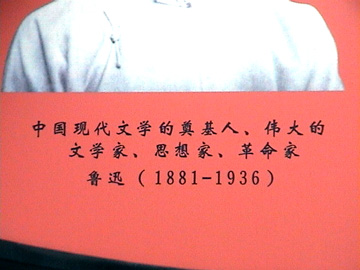 中国现代文学的奠基人、伟大的
文学家、思想家、革命家
鲁迅(1881-1936)